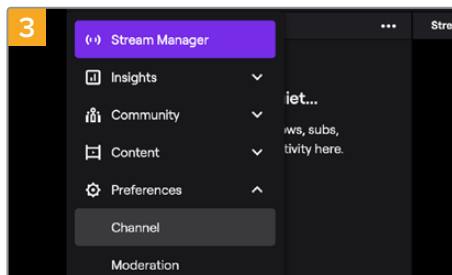 3
Stream Manager
Insights
Community
Content
Preferences
Channel
Moderation
...
Stre
iet...
ows, subs,
tivity here.